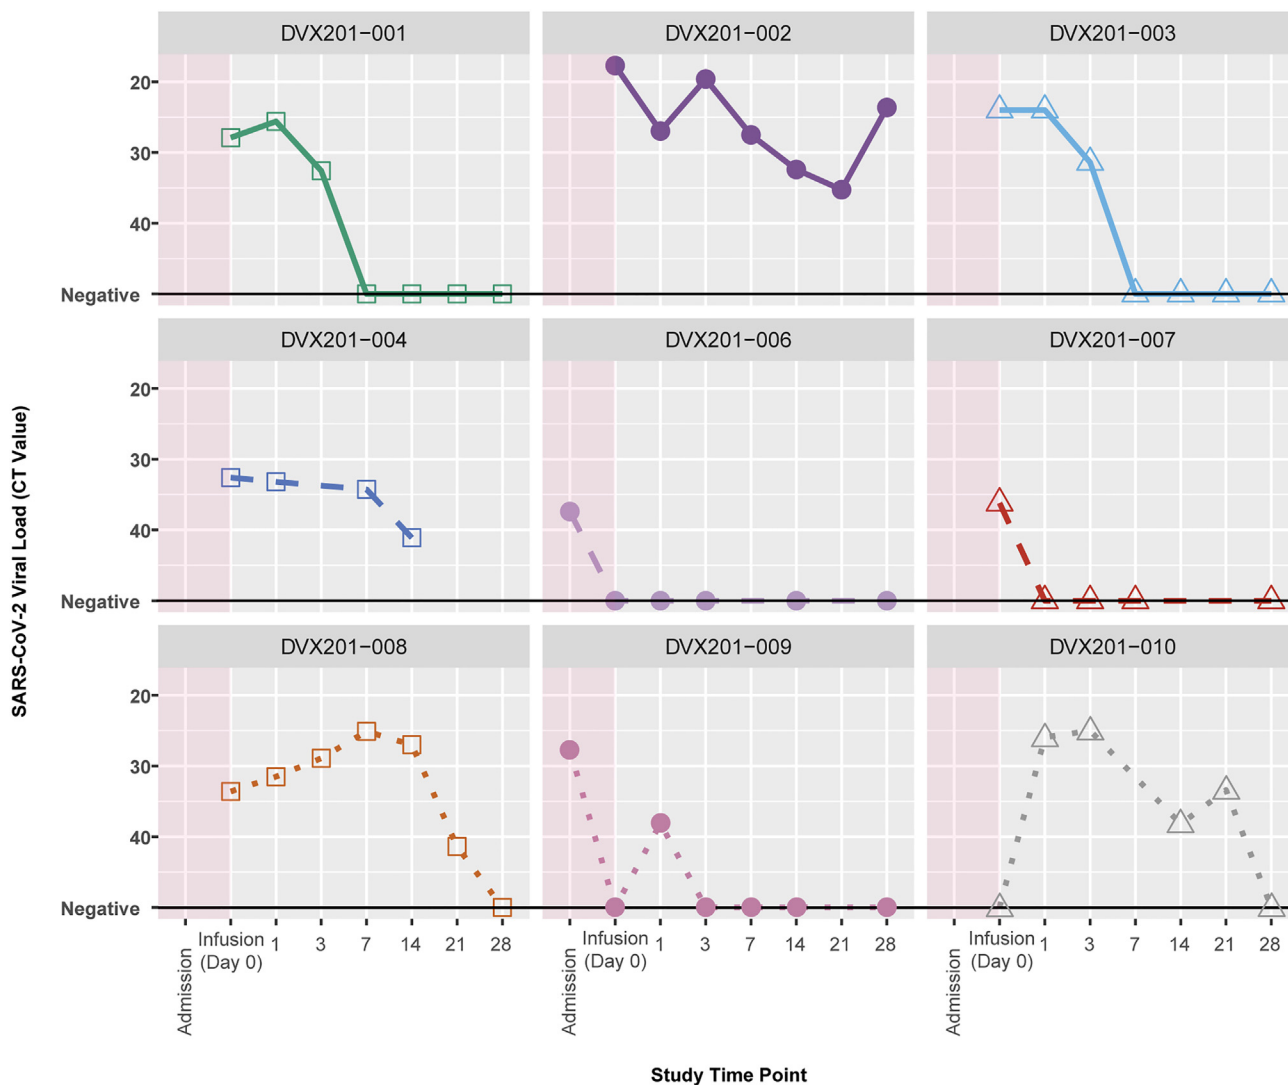 DVX201−001 DVX201−002 DVX201−003
20
30
40
Negative
DVX201−004 DVX201−006 DVX201−007
20
30
40
Negative
DVX201−008 DVX201−009 DVX201−010
20
30
40
Negative
SARS-CoV-2 Viral Load (CT Value)
Admission Infusion (Day 0) 1 3 7 14 21 28
Admission Infusion (Day 0) 1 3 7 14 21 28
Admission Infusion (Day 0) 1 3 7 14 21 28
Study Time Point